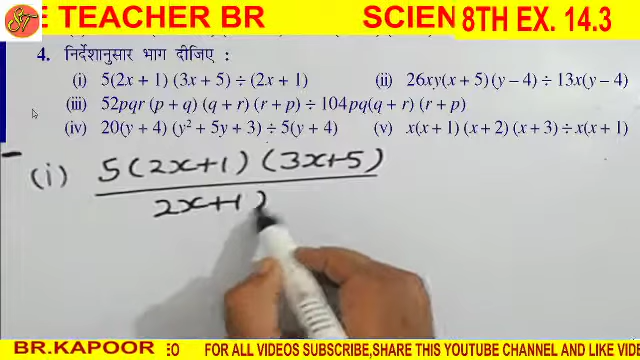 ST
E TEACHER BR
SCIEN
8TH EX. 14.3
4. निर्देशानुसार भाग दीजिए :
(i) 5(2x + 1) (3x + 5) ÷ (2x + 1)
(ii) 26xy(x + 5) (y – 4) ÷ 13x(y – 4)
(iii) 52pqr (p + q) (q + r) (r + p) ÷ 104pq(q + r) (r + p)
(iv) 20(y + 4) (y² + 5y + 3) ÷ 5(y + 4)
(v) x(x + 1) (x + 2) (x + 3) ÷ x(x + 1)
(i) 5(2x+1) (3x+5)
2x+1)
BR.KAPOOR
EO FOR ALL VIDEOS SUBSCRIBE,SHARE THIS YOUTUBE CHANNEL AND LIKE VIDE